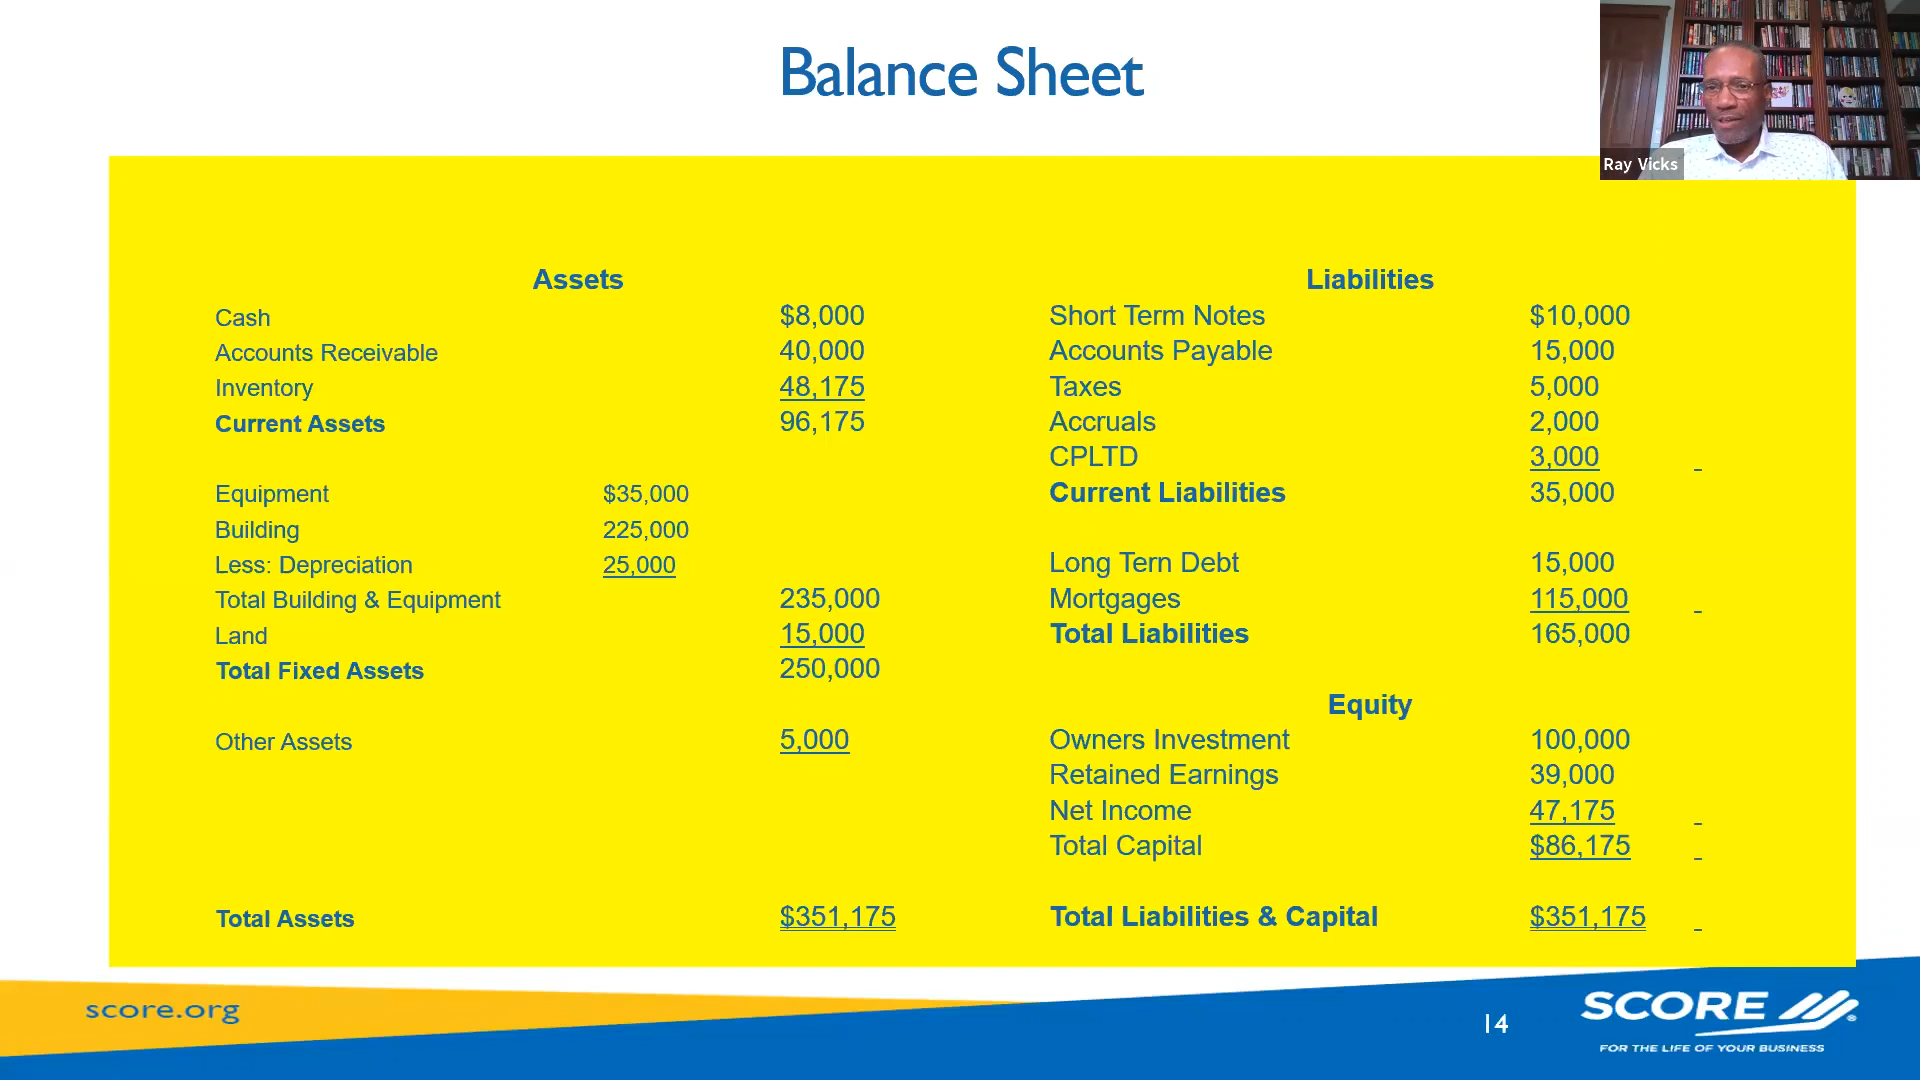 Balance Sheet
Ray Vicks
Assets
Cash $8,000
Accounts Receivable 40,000
Inventory 48,175
Current Assets 96,175
Equipment $35,000
Building 225,000
Less: Depreciation 25,000
Total Building & Equipment 235,000
Land 15,000
Total Fixed Assets 250,000
Other Assets 5,000
Total Assets $351,175
Liabilities
Short Term Notes $10,000
Accounts Payable 15,000
Taxes 5,000
Accruals 2,000
CPLTD 3,000
Current Liabilities 35,000
Long Tern Debt 15,000
Mortgages 115,000
Total Liabilities 165,000
Equity
Owners Investment 100,000
Retained Earnings 39,000
Net Income 47,175
Total Capital $86,175
Total Liabilities & Capital $351,175
score.org
14
SCORE®
FOR THE LIFE OF YOUR BUSINESS